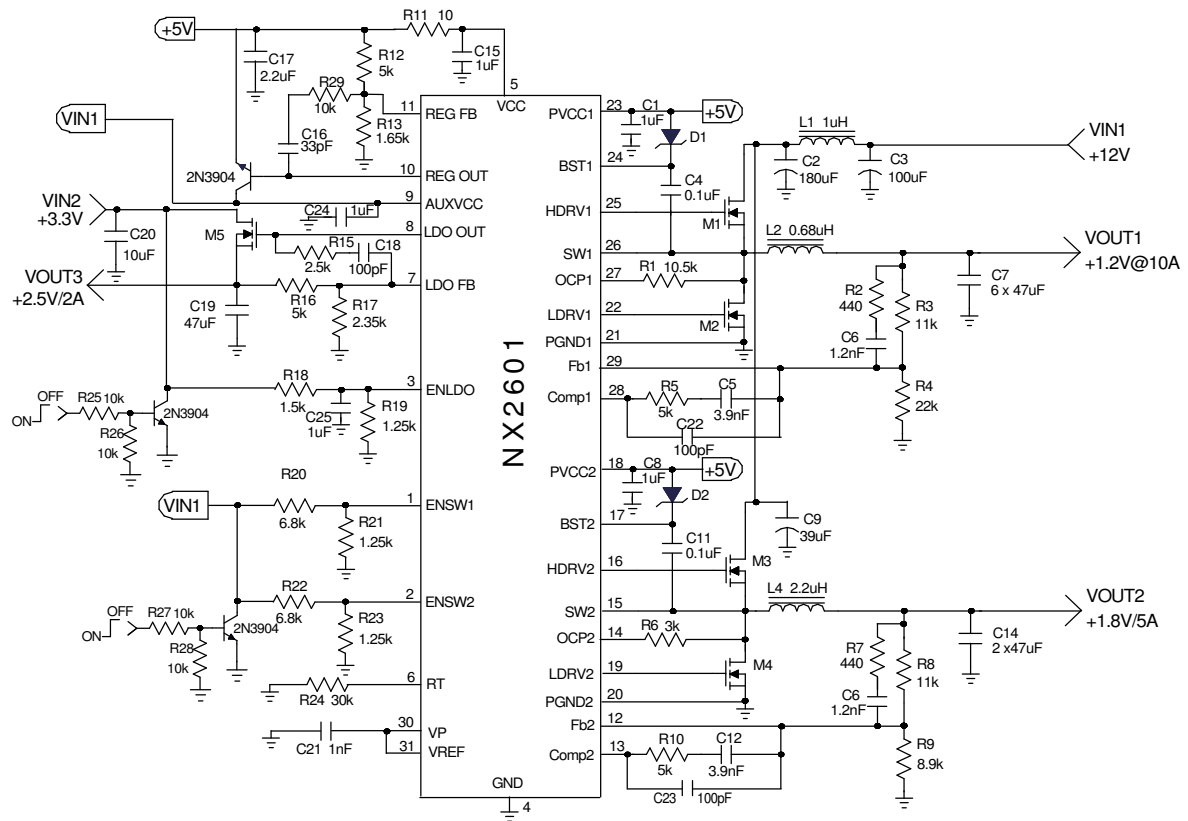 +5V
R11 10
C17
2.2uF
R12
5k
C15
1uF
5
VCC
R29
10k
C16
33pF
R13
1.65k
11
REG FB
VIN1
2N3904
10
REG OUT
VIN2
+3.3V
9
AUXVCC
C24
1uF
C20
10uF
M5
8
LDO OUT
R15
2.5k
C18
100pF
VOUT3
+2.5V/2A
7
LDO FB
C19
47uF
R16
5k
R17
2.35k
3
ENLDO
R18
1.5k
C25
1uF
R19
1.25k
OFF
ON
R25 10k
2N3904
R26
10k
VIN1
R20
6.8k
1
ENSW1
R21
1.25k
R22
6.8k
2
ENSW2
R23
1.25k
OFF
ON
R27 10k
2N3904
R28
10k
R24 30k
6
RT
C21 1nF
30
VP
31
VREF
GND
4
NX2601
PVCC1
23
C1
1uF
+5V
D1
BST1
24
C4
0.1uF
L1 1uH
VIN1
+12V
C2
180uF
C3
100uF
HDRV1
25
M1
SW1
26
L2 0.68uH
VOUT1
+1.2V@10A
OCP1
27
R1 10.5k
LDRV1
22
M2
PGND1
21
R2
440
R3
11k
C7
6 x 47uF
C6
1.2nF
Fb1
29
Comp1
28
R5
5k
C5
3.9nF
C22
100pF
R4
22k
PVCC2
18
C8
1uF
+5V
D2
BST2
17
C11
0.1uF
C9
39uF
HDRV2
16
M3
SW2
15
L4 2.2uH
VOUT2
+1.8V/5A
OCP2
14
R6 3k
LDRV2
19
M4
PGND2
20
R7
440
R8
11k
C14
2 x47uF
C6
1.2nF
Fb2
12
Comp2
13
R10
5k
C12
3.9nF
C23
100pF
R9
8.9k